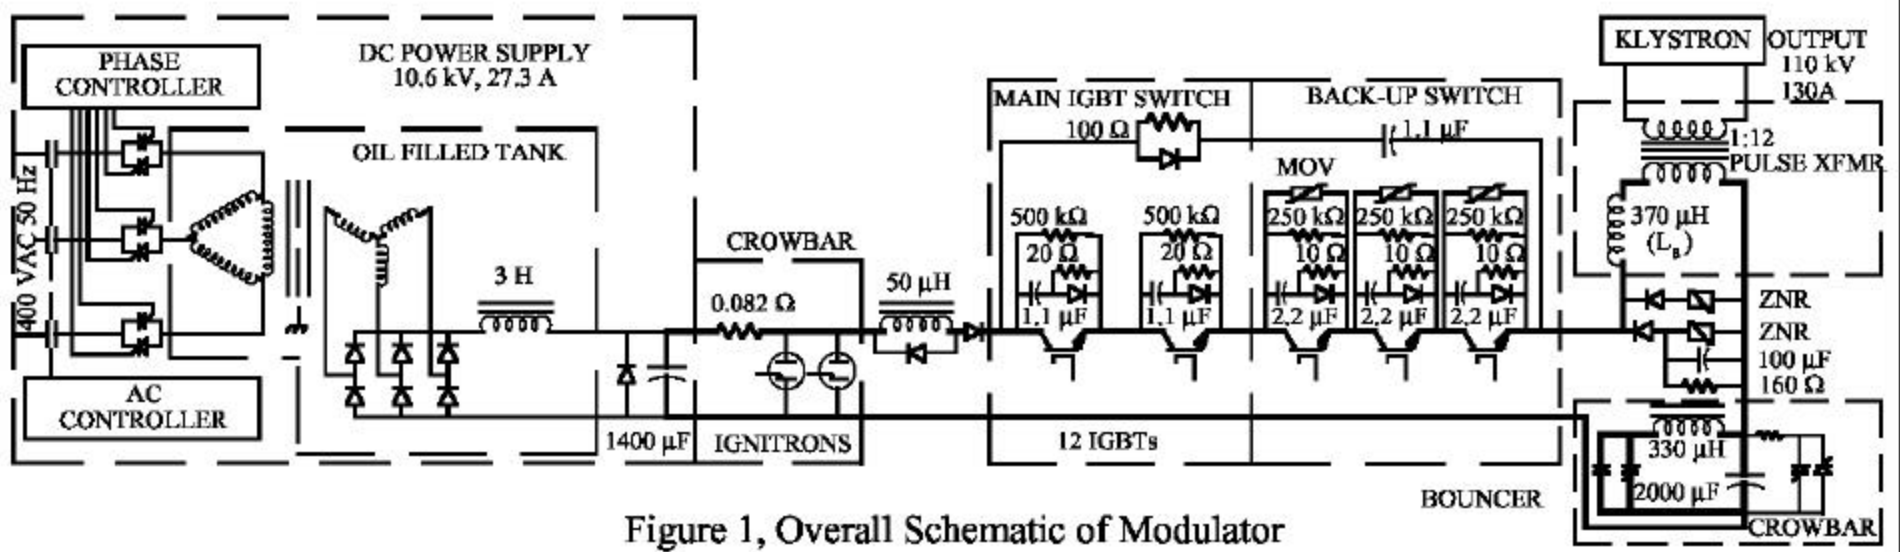 PHASE
CONTROLLER
DC POWER SUPPLY
10.6 kV, 27.3 A
OIL FILLED TANK
400 VAC 50 Hz
AC
CONTROLLER
3 H
1400 µF
CROWBAR
0.082 Ω
IGNITRONS
50 µH
MAIN IGBT SWITCH
100 Ω
BACK-UP SWITCH
1.1 µF
MOV
500 kΩ
20 Ω
1.1 µF
500 kΩ
20 Ω
1.1 µF
250 kΩ
10 Ω
2.2 µF
250 kΩ
10 Ω
2.2 µF
250 kΩ
10 Ω
2.2 µF
12 IGBTs
KLYSTRON
OUTPUT
110 kV
130A
1:12
PULSE XFMR
370 µH
(Ls)
ZNR
ZNR
100 µF
160 Ω
330 µH
2000 µF
BOUNCER
CROWBAR
Figure 1, Overall Schematic of Modulator